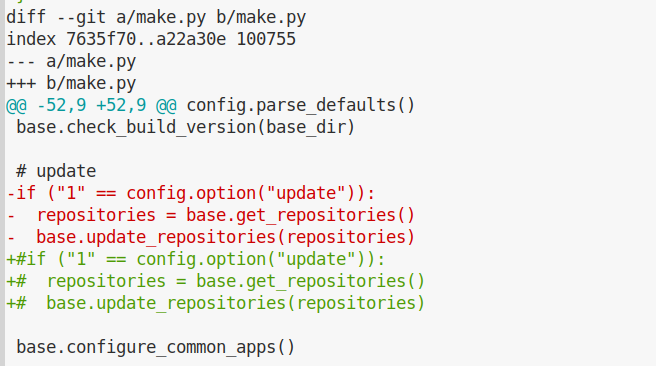 diff --git a/make.py b/make.py
index 7635f70..a22a30e 100755
--- a/make.py
+++ b/make.py
@@ -52,9 +52,9 @@ config.parse_defaults()
 base.check_build_version(base_dir)

 # update
-if ("1" == config.option("update")):
-  repositories = base.get_repositories()
-  base.update_repositories(repositories)
+#if ("1" == config.option("update")):
+#  repositories = base.get_repositories()
+#  base.update_repositories(repositories)

 base.configure_common_apps()